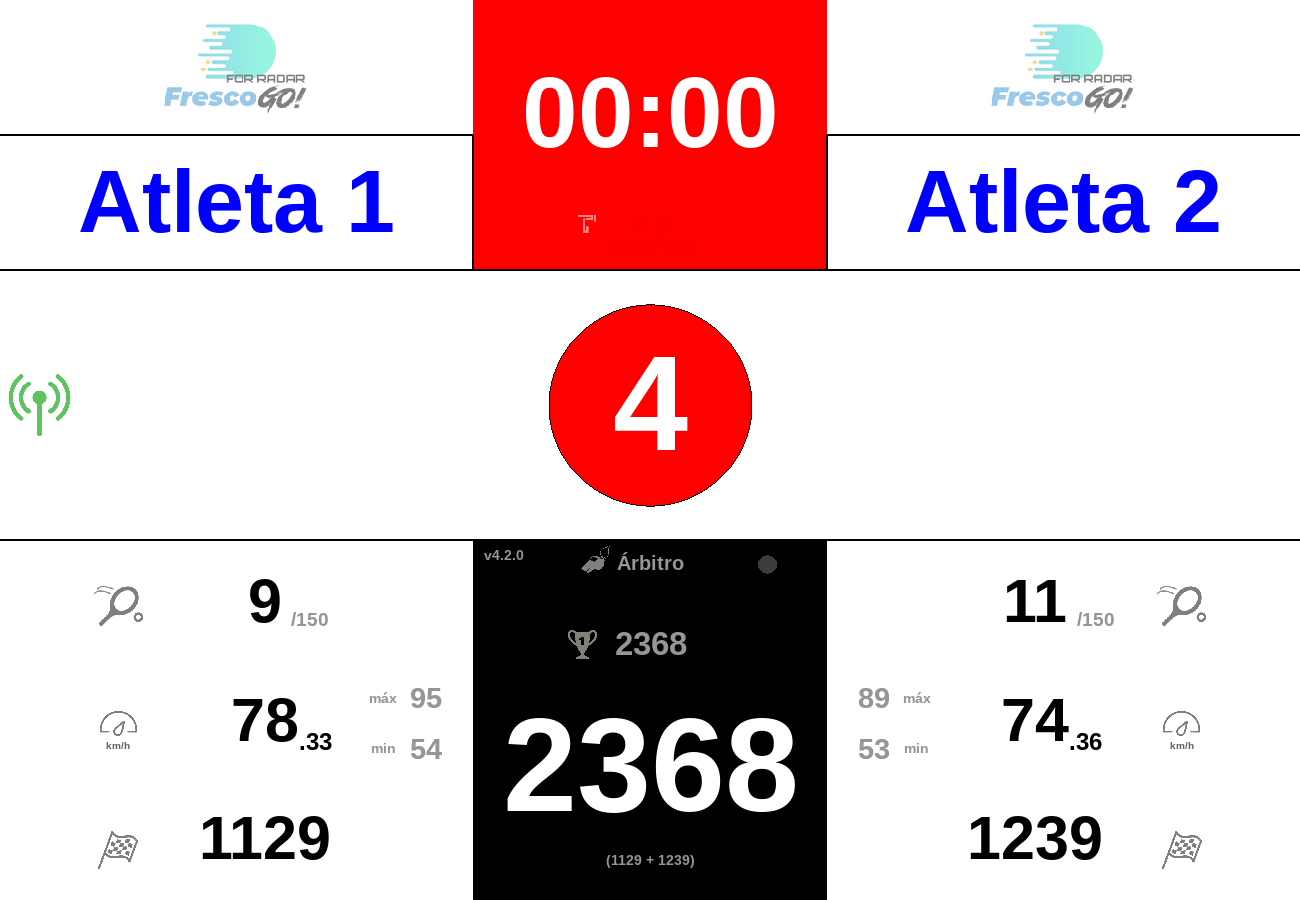 FOR RADAR
FrescoGO!
00:00
FOR RADAR
FrescoGO!
Atleta 1
Atleta 2
4
v4.2.0
Árbitro
9 /150
11 /150
2368
78.33
máx 95
min 54
89 máx
53 min
74.36
km/h
km/h
2368
1129
1239
(1129 + 1239)